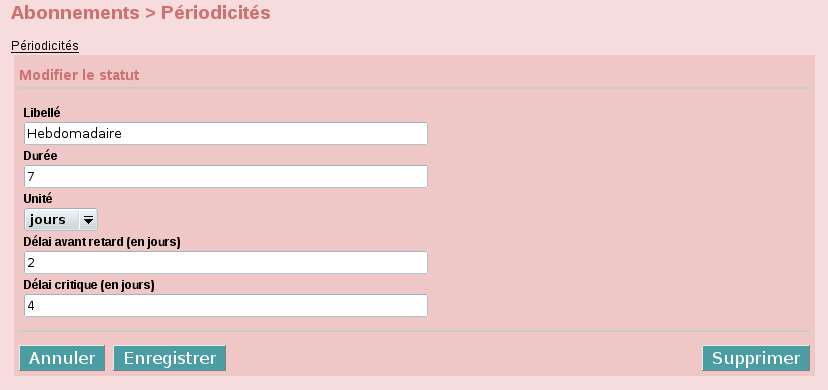 Abonnements > Périodicités
Périodicités
Modifier le statut
Libellé
Hebdomadaire
Durée
7
Unité
jours
Délai avant retard (en jours)
2
Délai critique (en jours)
4
Annuler Enregistrer Supprimer